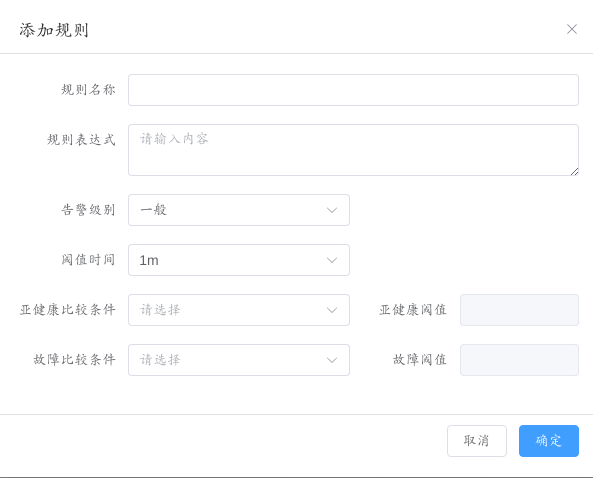 添加规则
规则名称
规则表达式 请输入内容
告警级别 一般
阈值时间 1m
亚健康比较条件 请选择 亚健康阈值
故障比较条件 请选择 故障阈值
取消 确定